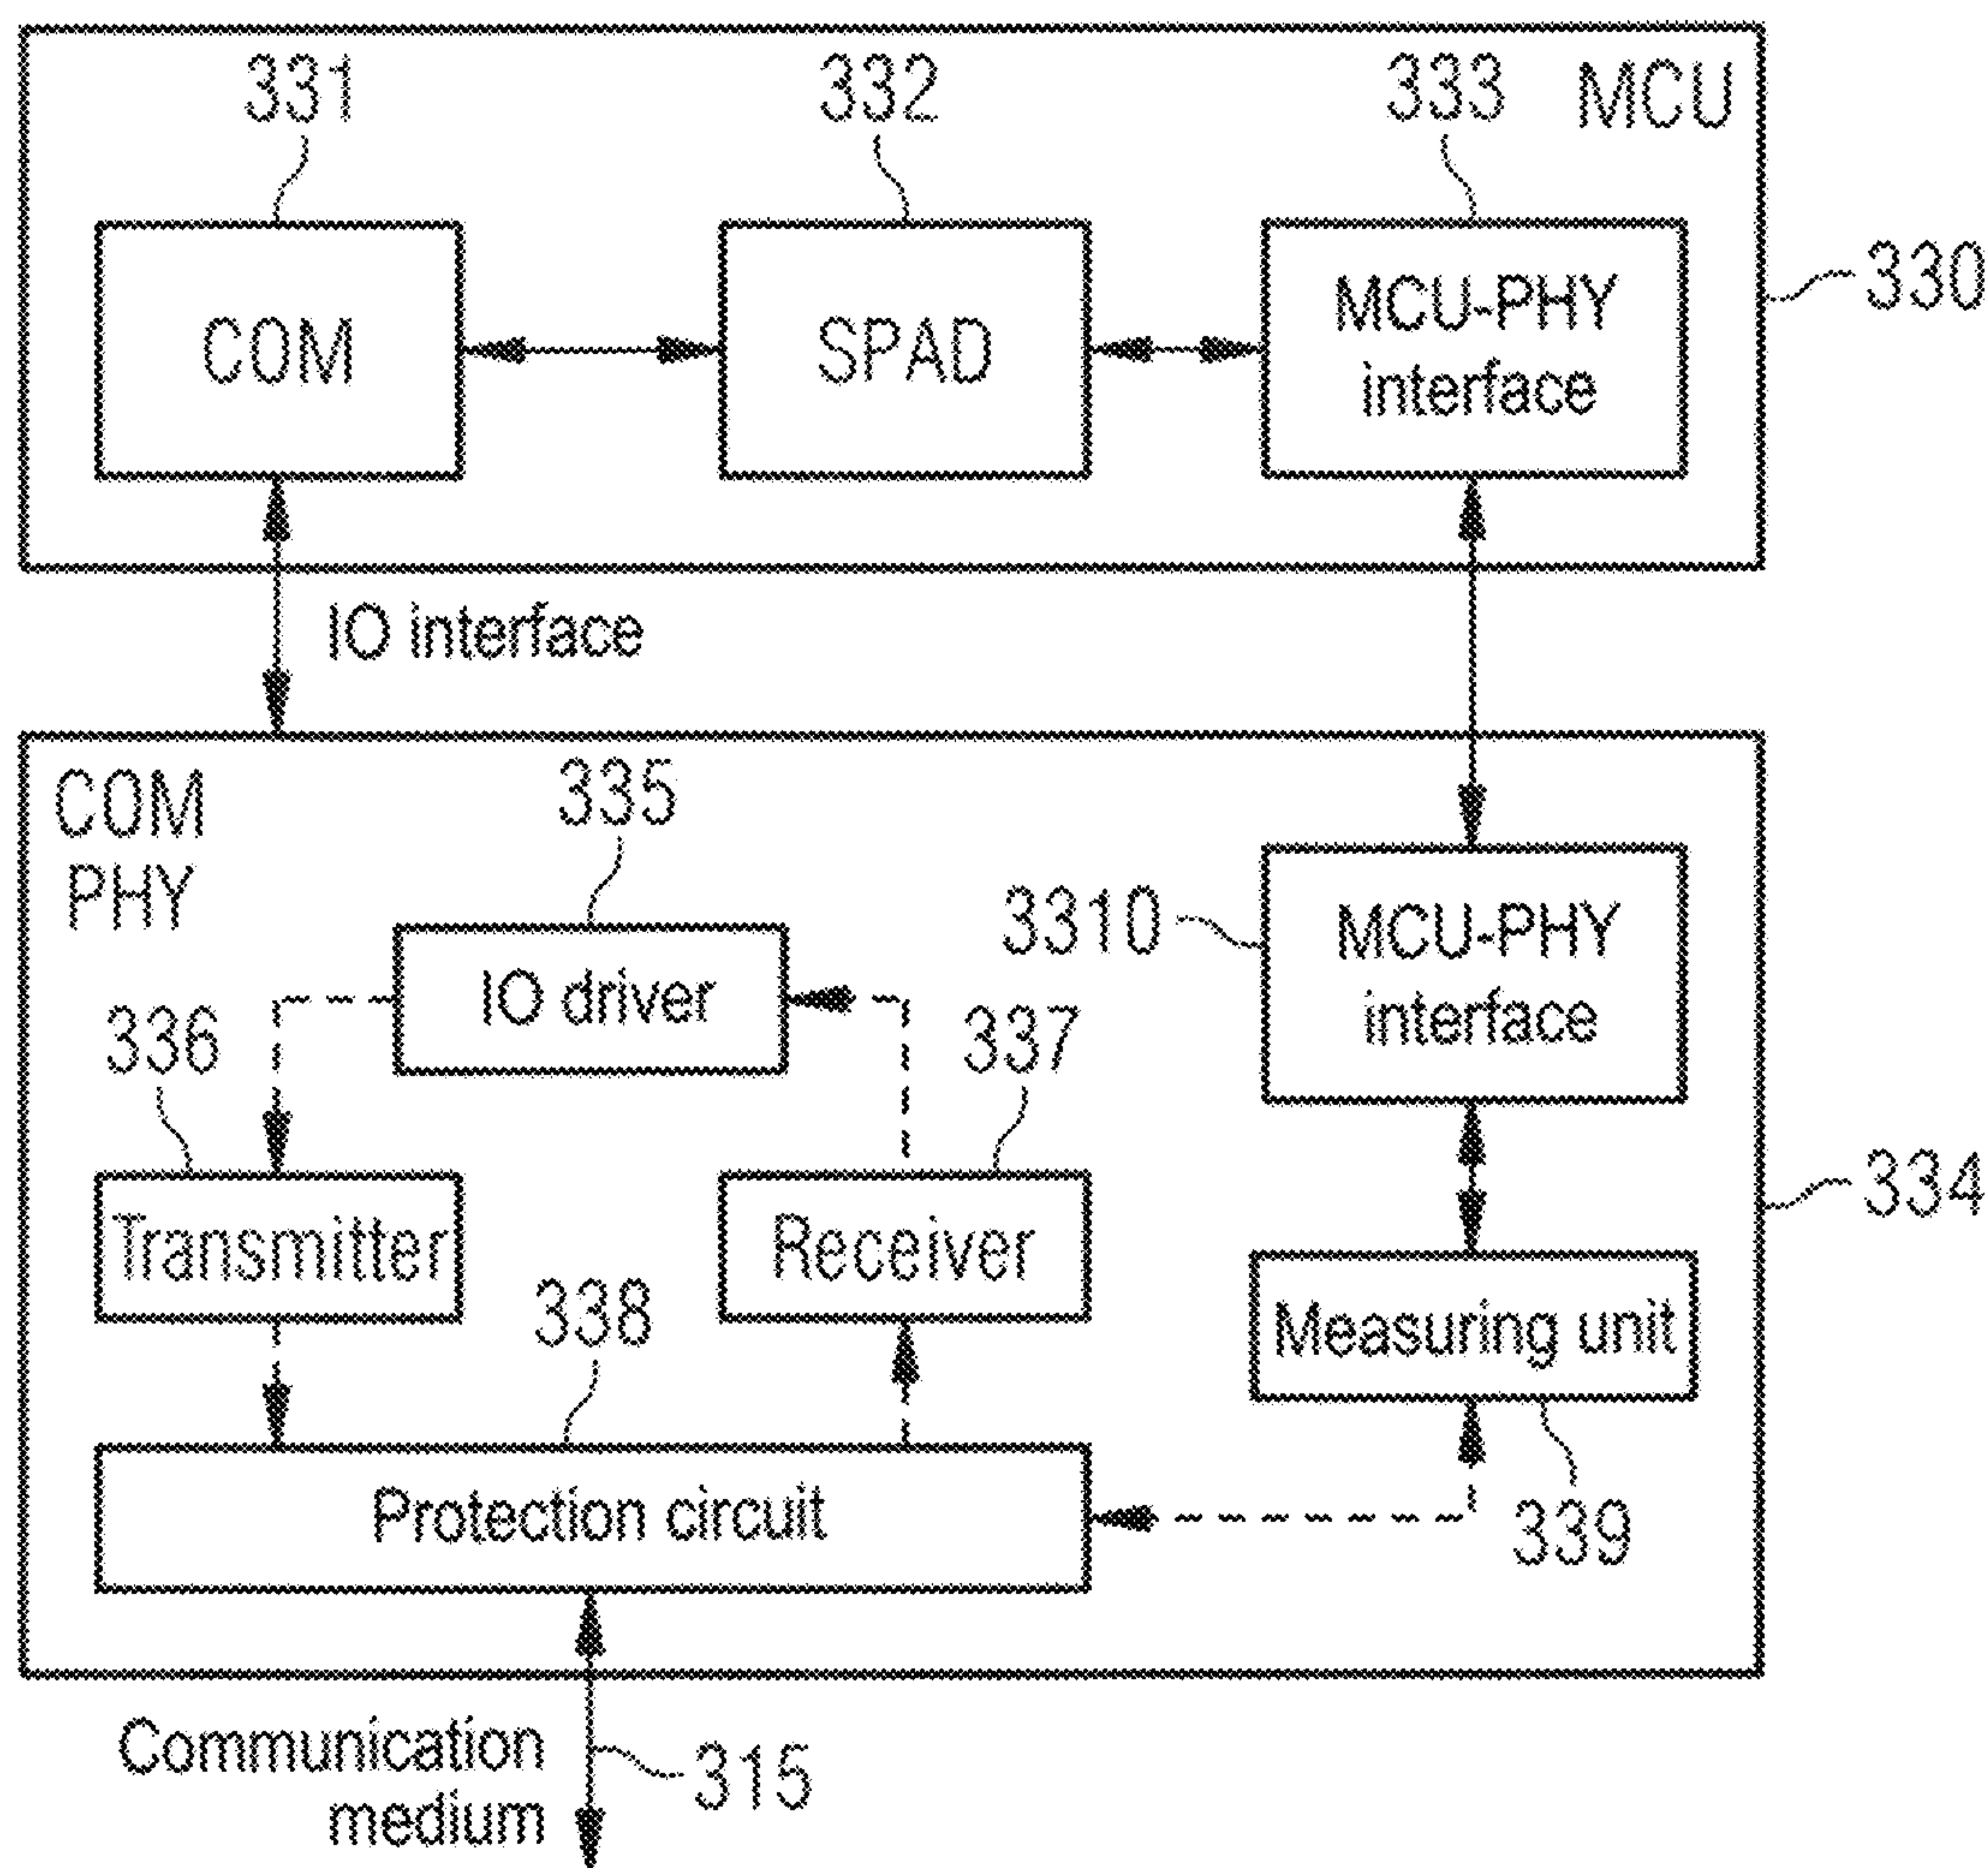 331
332
333
MCU
COM
SPAD
MCU-PHY
interface
330
IO interface
COM
PHY
335
3310
MCU-PHY
interface
IO driver
336
337
334
Transmitter
Receiver
338
Measuring unit
Protection circuit
339
Communication
medium
315